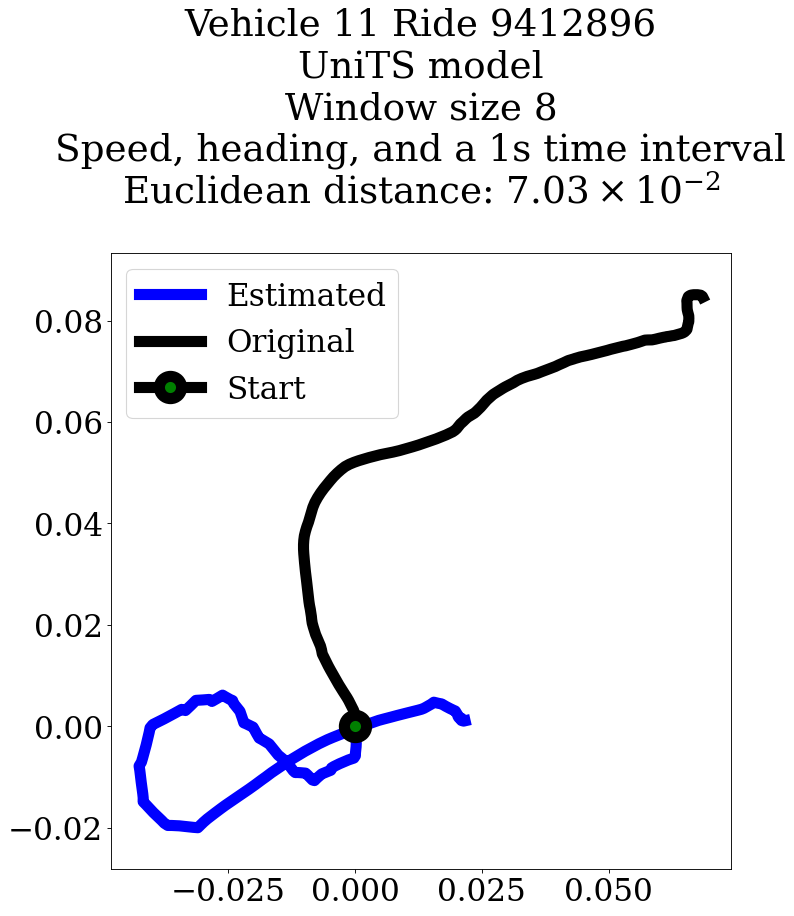 Vehicle 11 Ride 9412896
UniTS model
Window size 8
Speed, heading, and a 1s time interval
Euclidean distance: 7.03 × 10⁻²
Estimated
Original
Start
0.08
0.06
0.04
0.02
0.00
−0.02
−0.025 0.000 0.025 0.050